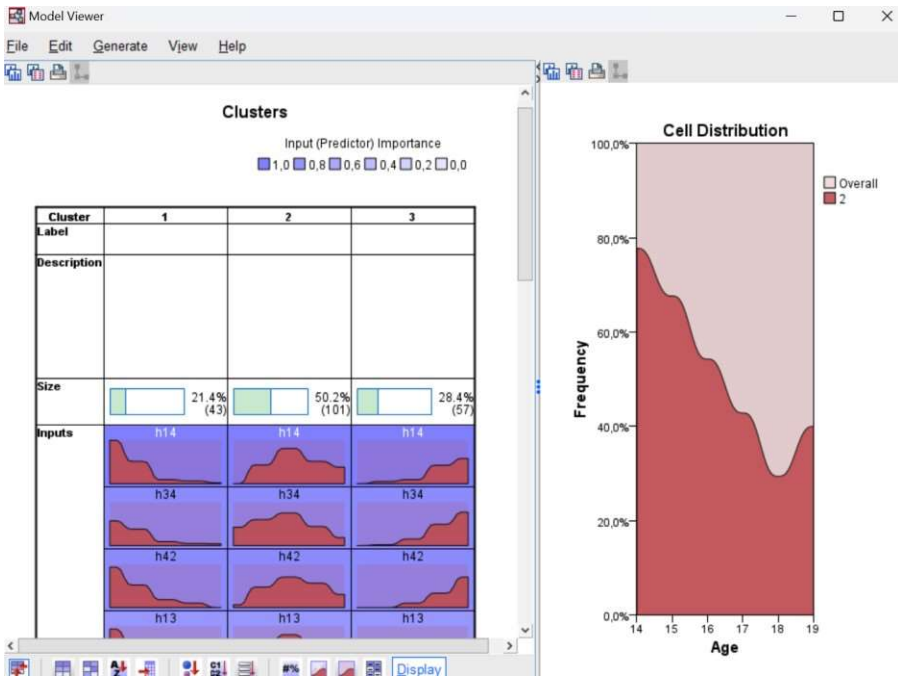 Model Viewer
File Edit Generate View Help
Clusters
Input (Predictor) Importance
1,0 0,8 0,6 0,4 0,2 0,0
Cluster 1 2 3
Label
Description
Size 21.4% 50.2% 28.4%
(43) (101) (57)
Inputs h14 h14 h14
h34 h34 h34
h42 h42 h42
h13 h13 h13
Display
Cell Distribution
Overall
2
100,0%
80,0%
60,0%
40,0%
20,0%
0,0%
Frequency
14 15 16 17 18 19
Age